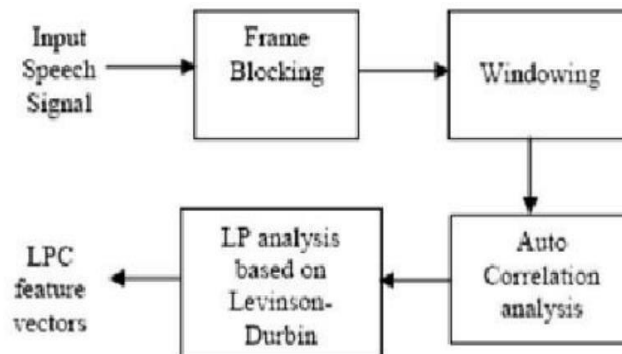 Input
Speech
Signal
Frame
Blocking
Windowing
Auto
Correlation
analysis
LP analysis
based on
Levinson-
Durbin
LPC
feature
vectors